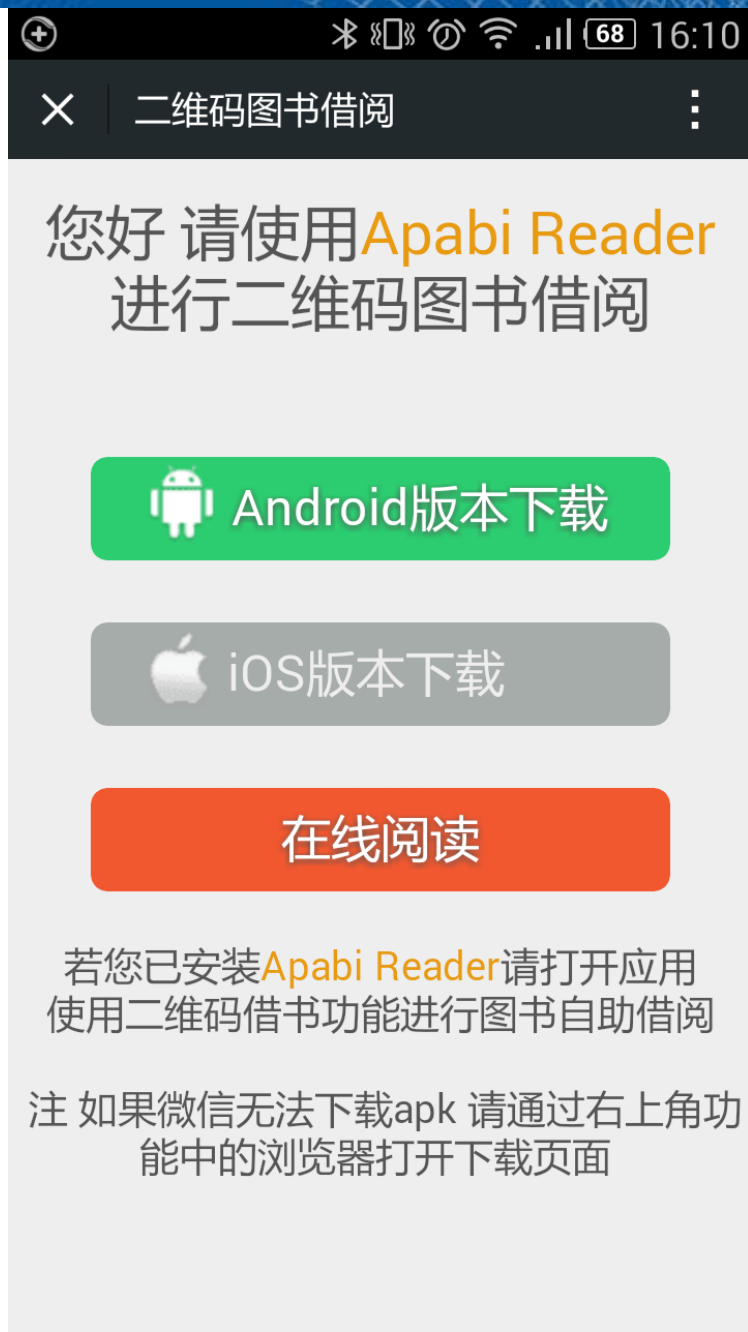 68 16:10
二维码图书借阅
您好 请使用Apabi Reader
进行二维码图书借阅
Android版本下载
iOS版本下载
在线阅读
若您已安装Apabi Reader请打开应用
使用二维码借书功能进行图书自助借阅
注 如果微信无法下载apk 请通过右上角功
能中的浏览器打开下载页面